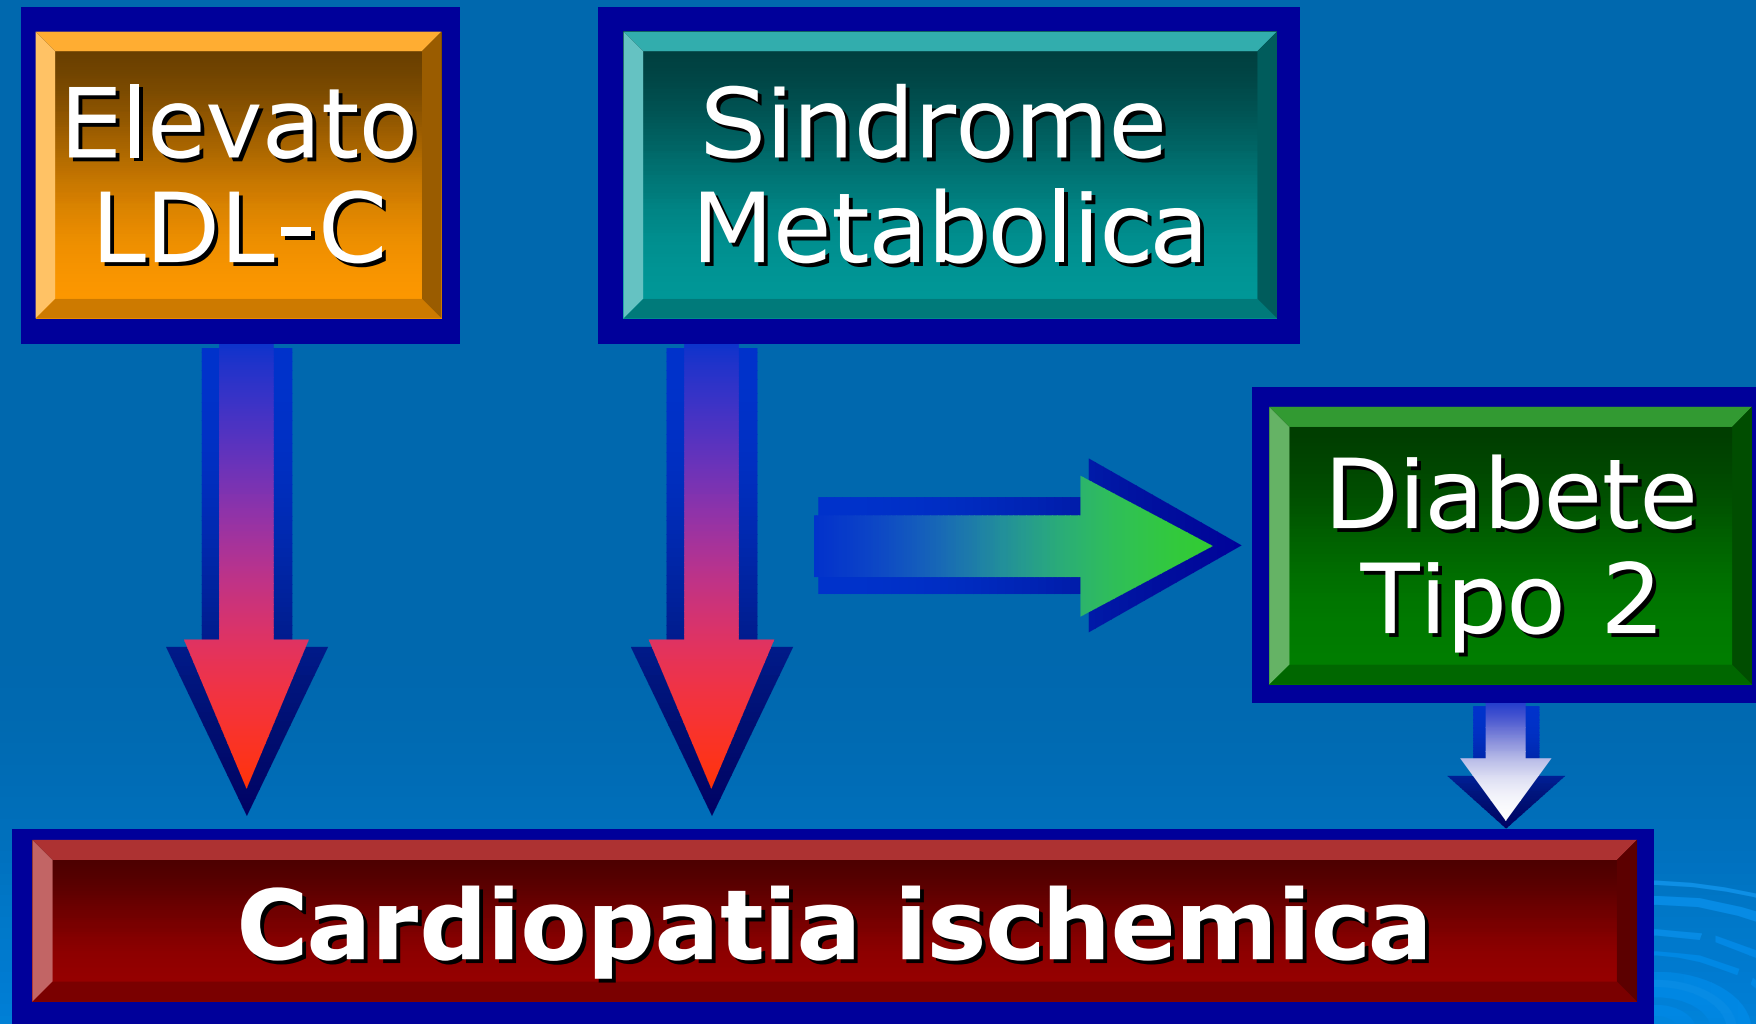 Elevato
LDL-C
Sindrome
Metabolica
Diabete
Tipo 2
Cardiopatia ischemica